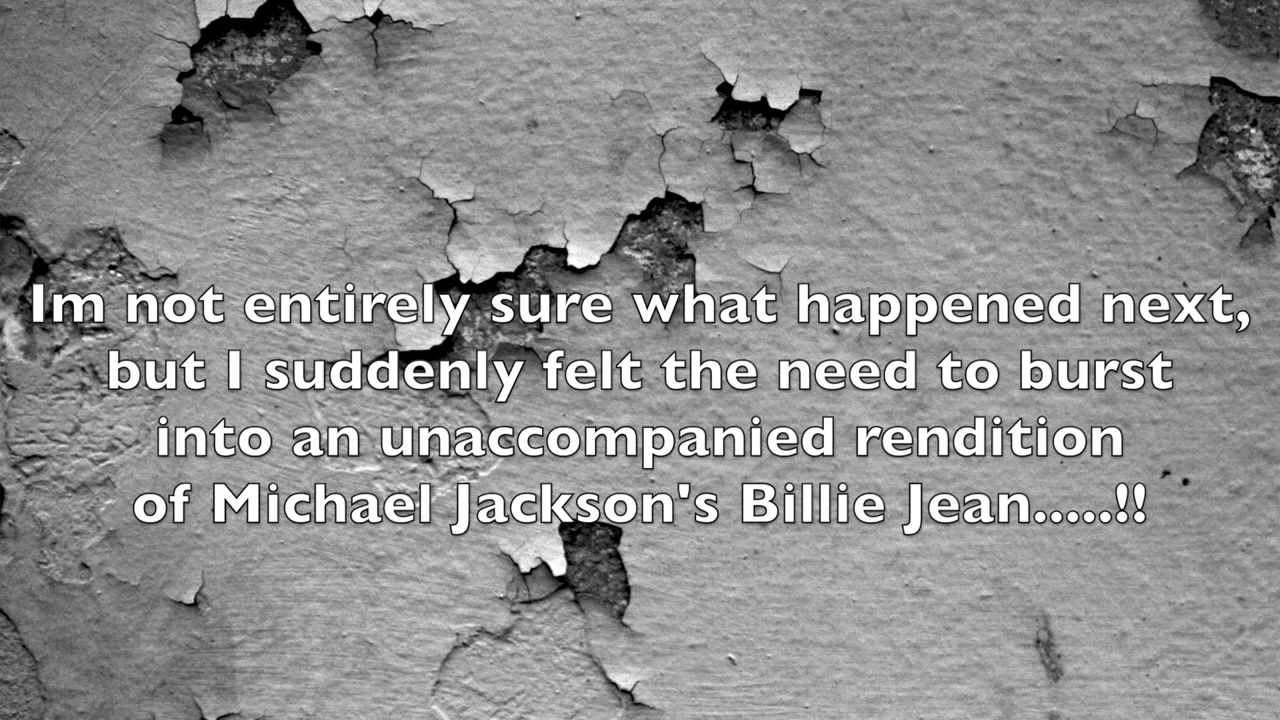 Im not entirely sure what happened next,
but I suddenly felt the need to burst
into an unaccompanied rendition
of Michael Jackson's Billie Jean.....!!